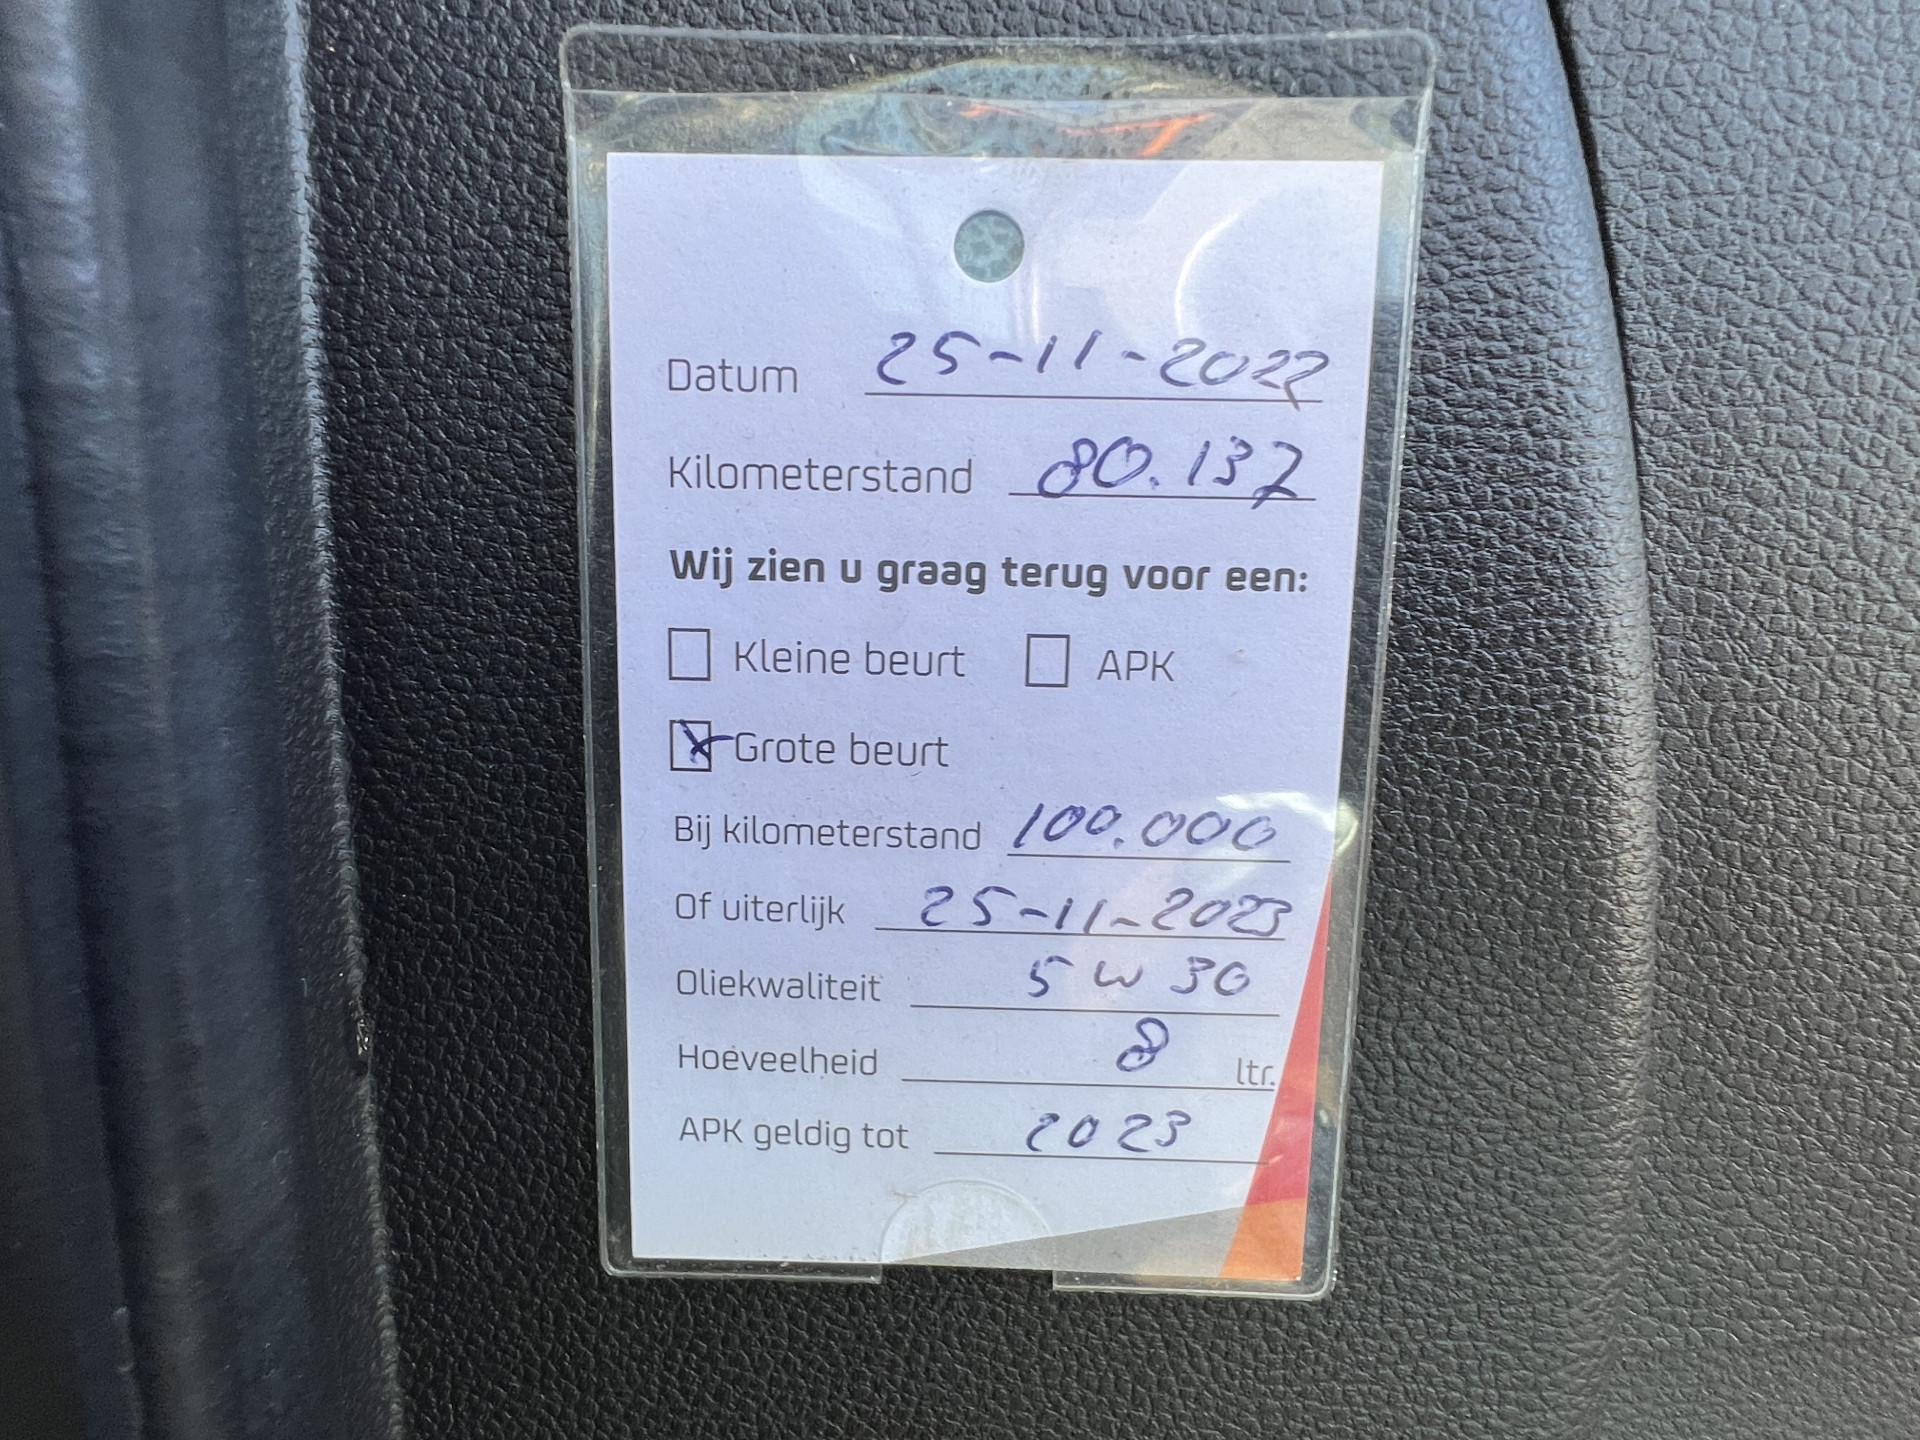 Datum 25-11-2022
Kilometerstand 80.137
Wij zien u graag terug voor een:
Kleine beurt APK
Grote beurt
Bij kilometerstand 100.000
Of uiterlijk 25-11-2023
Oliekwaliteit 5W30
Hoeveelheid 8 ltr.
APK geldig tot 2023